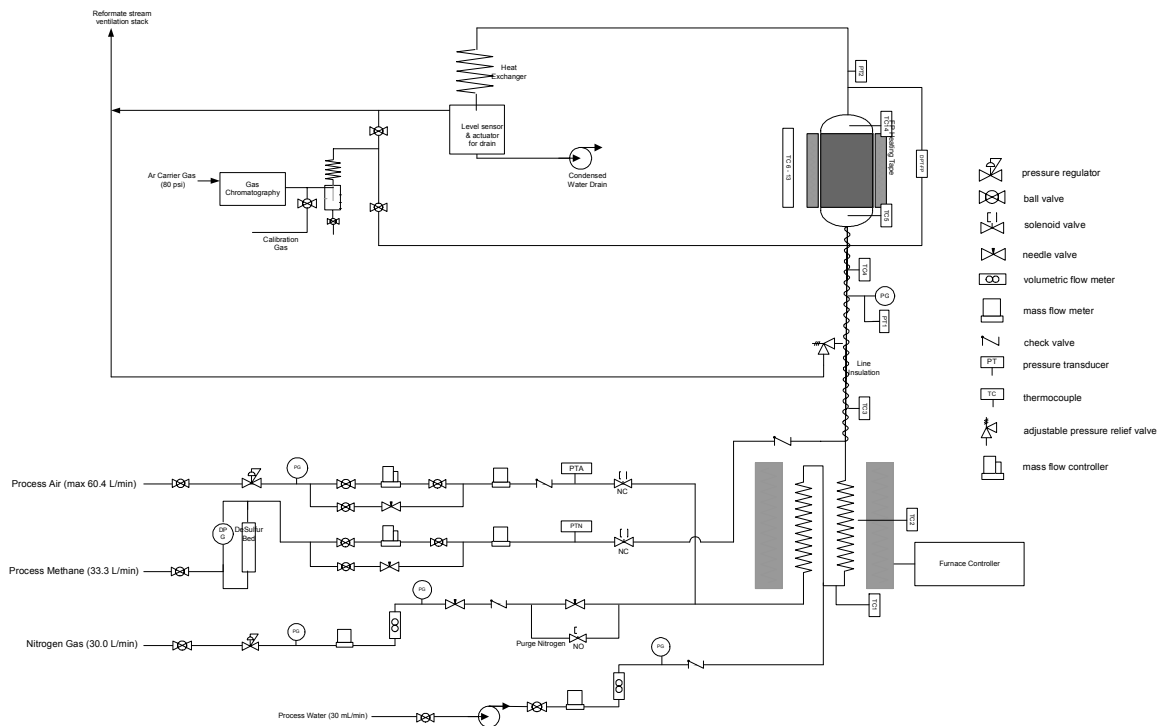 Reformate stream
ventilation stack
Heat
Exchanger
PT2
TC14
EP Heating Tape
TC 6 - 13
TC5
Level sensor
& actuator
for drain
Condensed
Water Drain
Ar Carrier Gas
(80 psi)
Gas
Chromatography
Calibration
Gas
TC4
PG
PT1
Line
Insulation
TC3
pressure regulator
ball valve
solenoid valve
needle valve
volumetric flow meter
mass flow meter
check valve
PT
pressure transducer
TC
thermocouple
adjustable pressure relief valve
mass flow controller
Process Air (max 60.4 L/min)
PG
PTA
NC
DP
G
DeSulfur
Bed
PTN
NC
Process Methane (33.3 L/min)
TC2
Furnace Controller
TC1
PG
Nitrogen Gas (30.0 L/min)
PG
Purge Nitrogen
NO
PG
Process Water (30 mL/min)